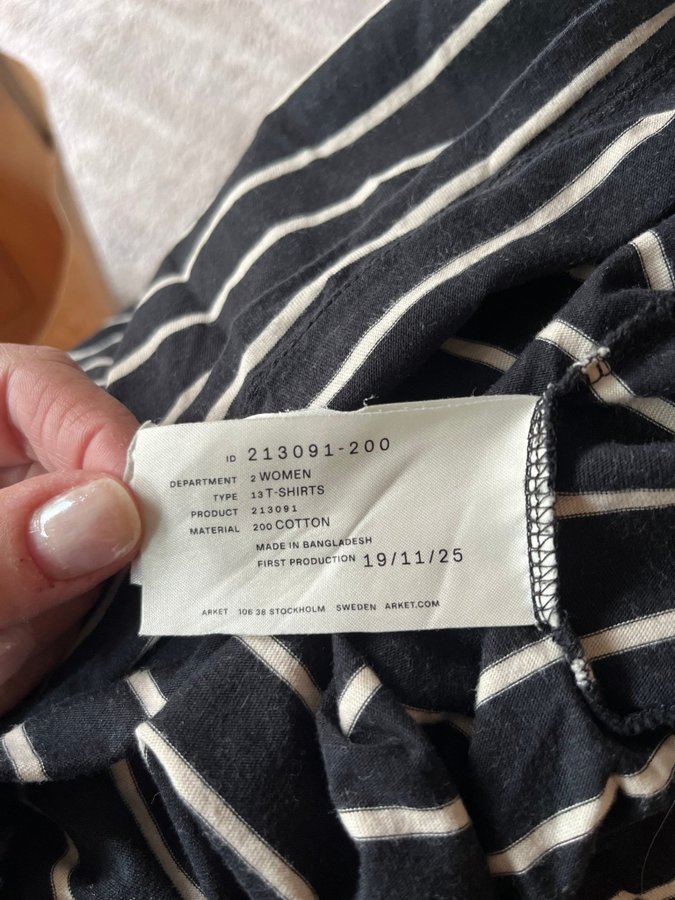 ID 213091-200
DEPARTMENT 2 WOMEN
TYPE 13 T-SHIRTS
PRODUCT 213091
MATERIAL 200 COTTON
MADE IN BANGLADESH
FIRST PRODUCTION 19/11/25
ARKET 106 38 STOCKHOLM SWEDEN ARKET.COM